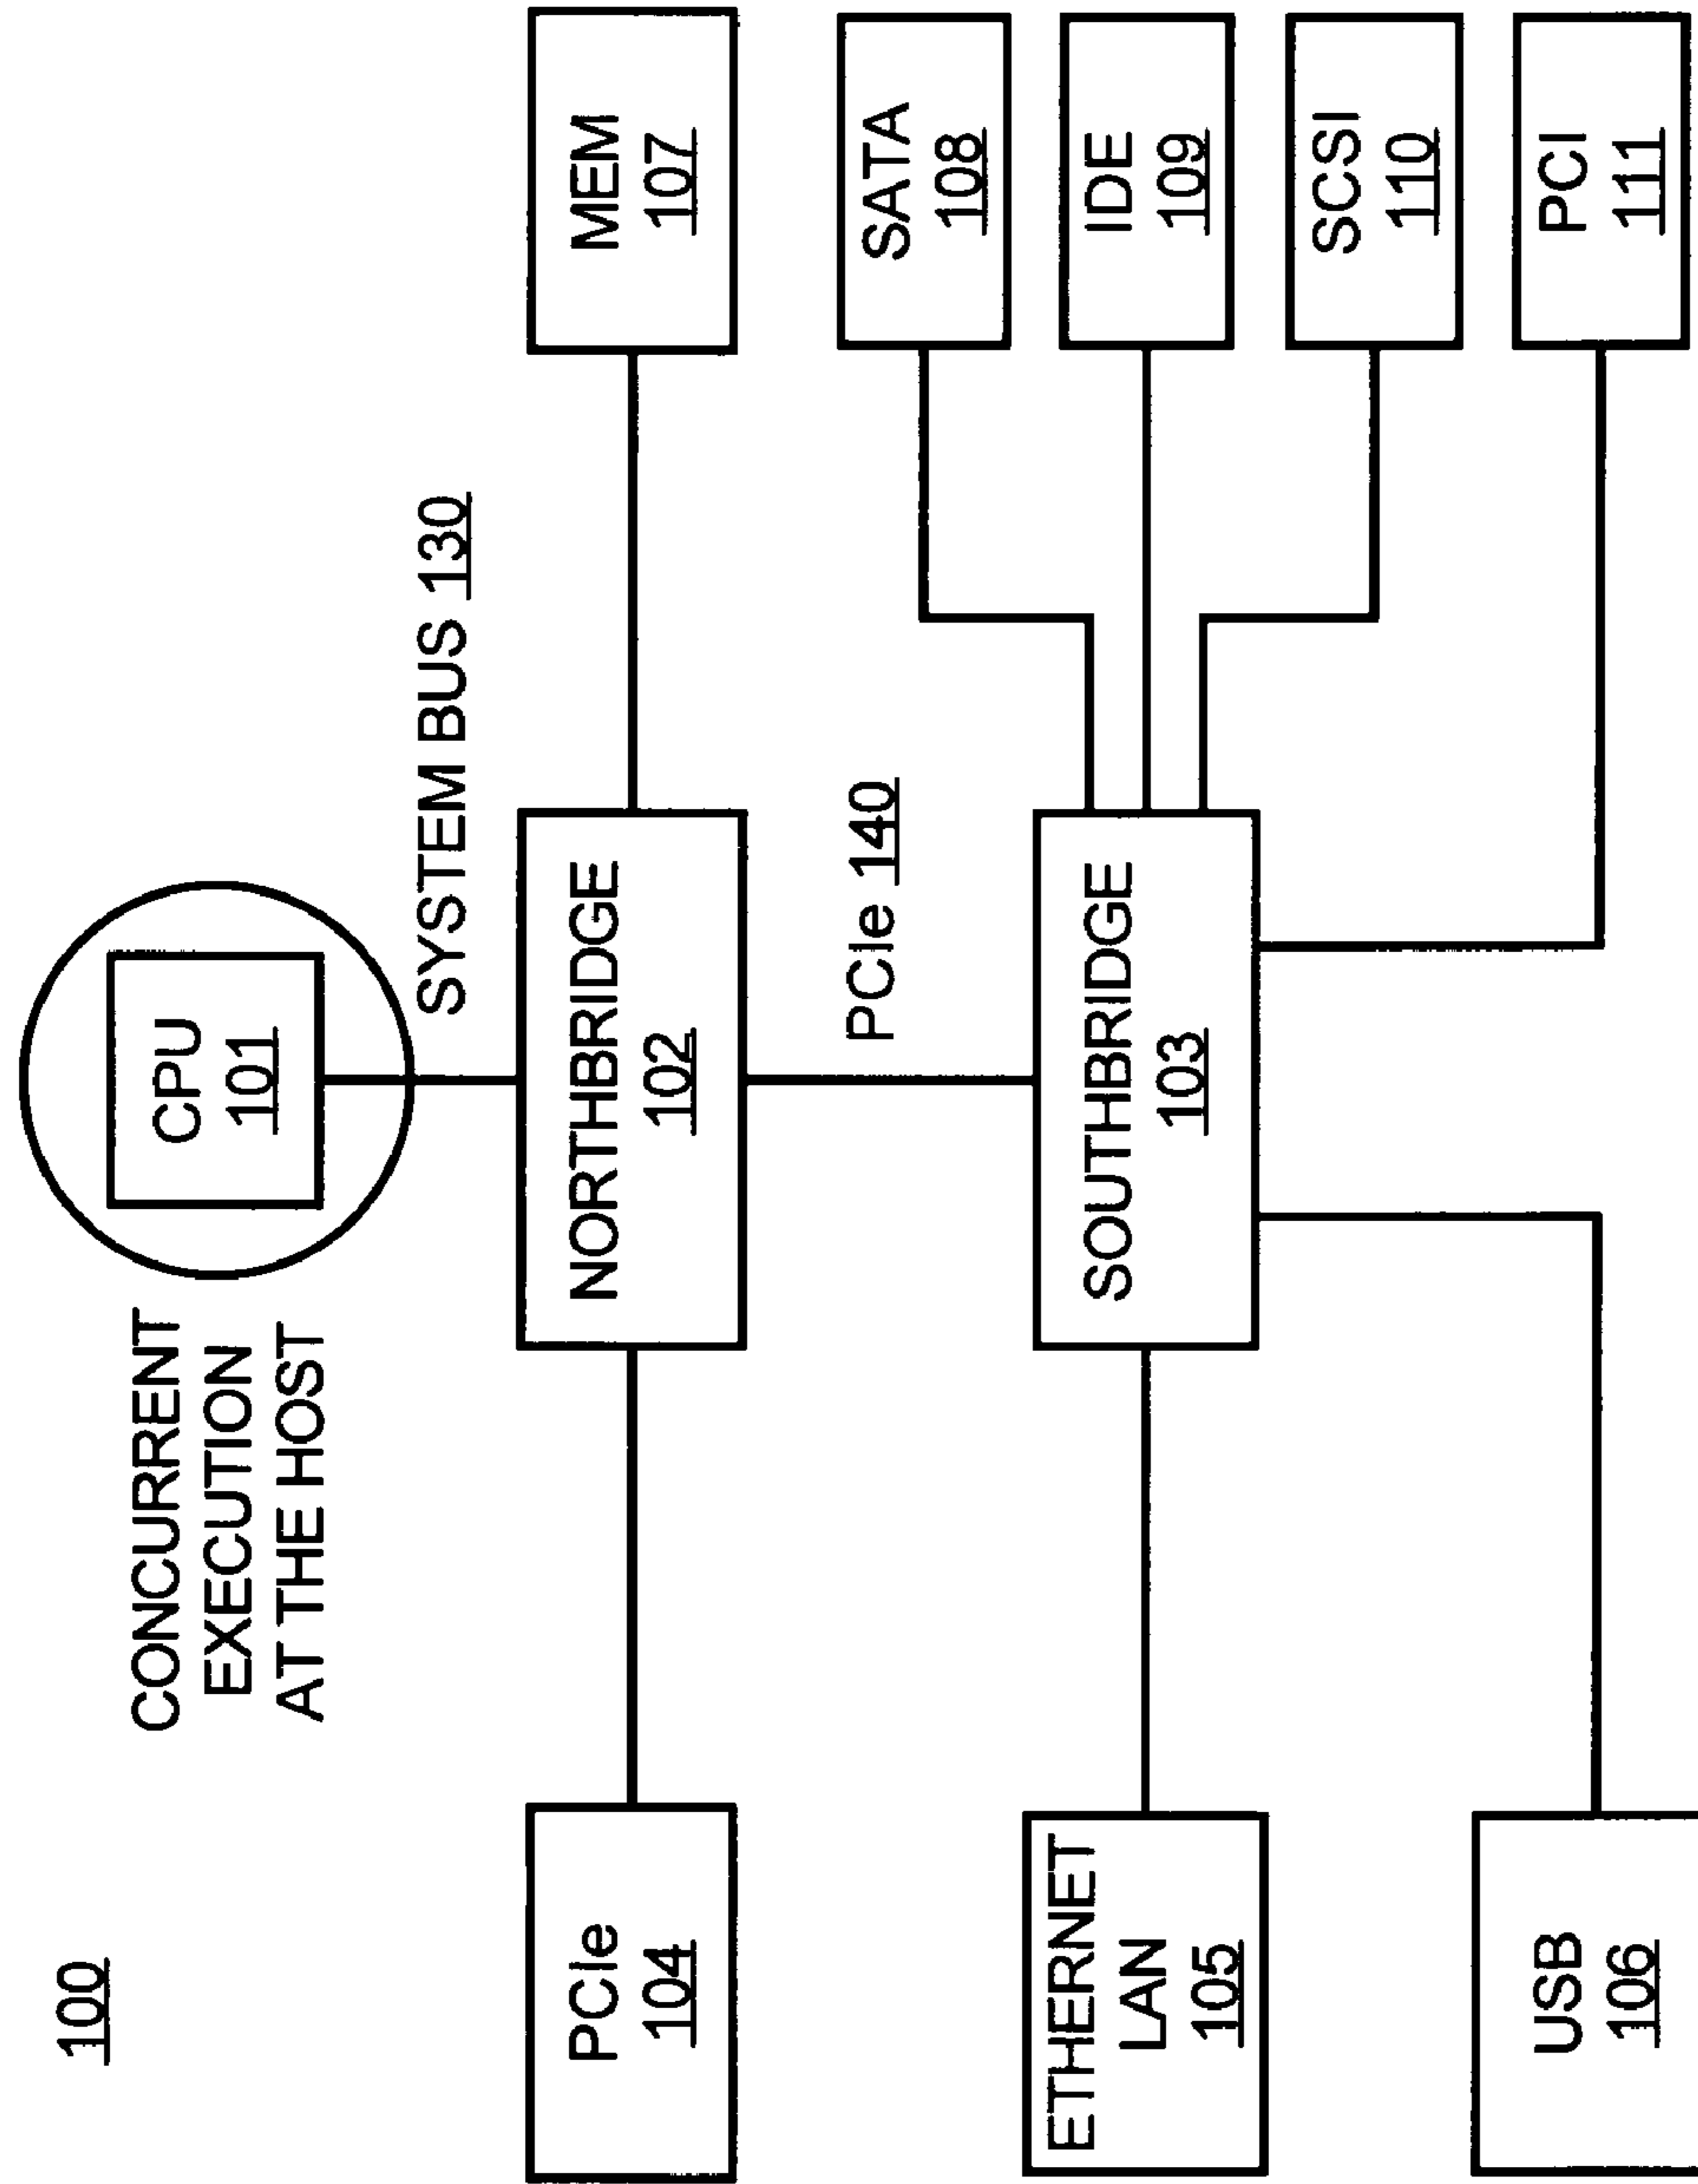 100
CONCURRENT
EXECUTION
AT THE HOST
CPU
101
SYSTEM BUS 130
PCIe
104
NORTHBRIDGE
102
MEM
107
PCIe 140
SATA
108
ETHERNET
LAN
105
SOUTHBRIDGE
103
IDE
109
SCSI
110
USB
106
PCI
111